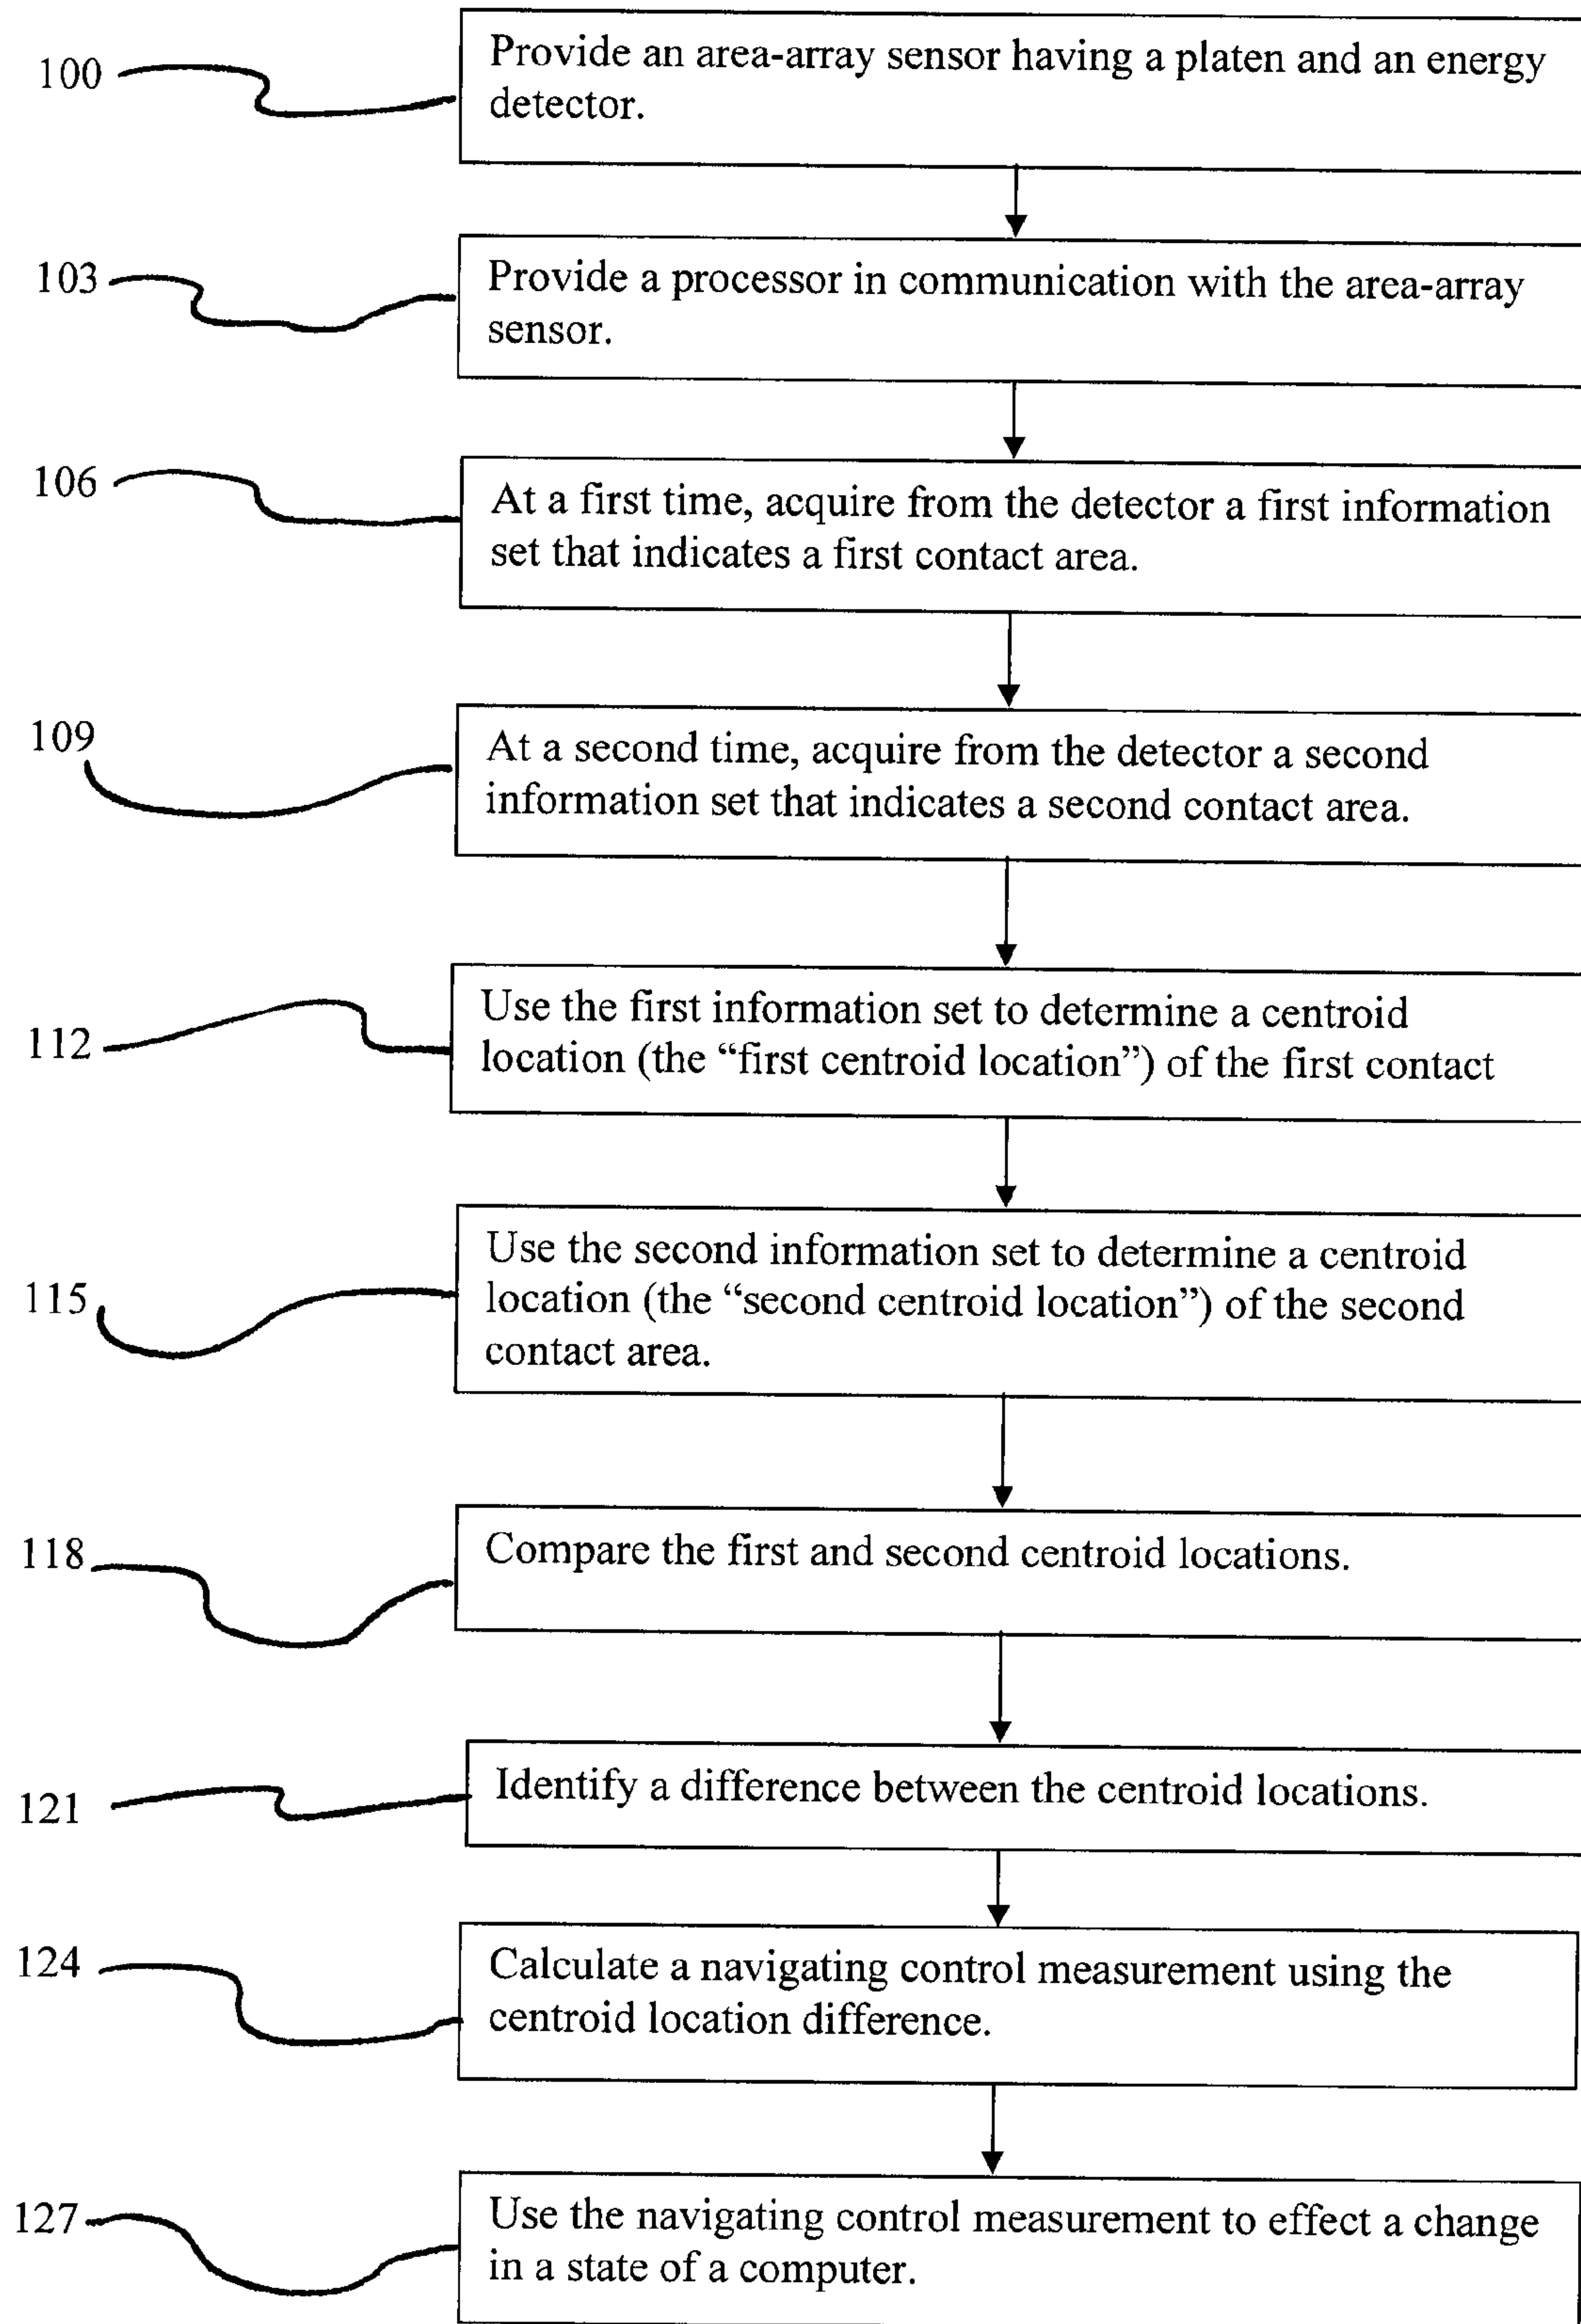 100
Provide an area-array sensor having a platen and an energy
detector.
103
Provide a processor in communication with the area-array
sensor.
106
At a first time, acquire from the detector a first information
set that indicates a first contact area.
109
At a second time, acquire from the detector a second
information set that indicates a second contact area.
112
Use the first information set to determine a centroid
location (the “first centroid location”) of the first contact
115
Use the second information set to determine a centroid
location (the “second centroid location”) of the second
contact area.
118
Compare the first and second centroid locations.
121
Identify a difference between the centroid locations.
124
Calculate a navigating control measurement using the
centroid location difference.
127
Use the navigating control measurement to effect a change
in a state of a computer.